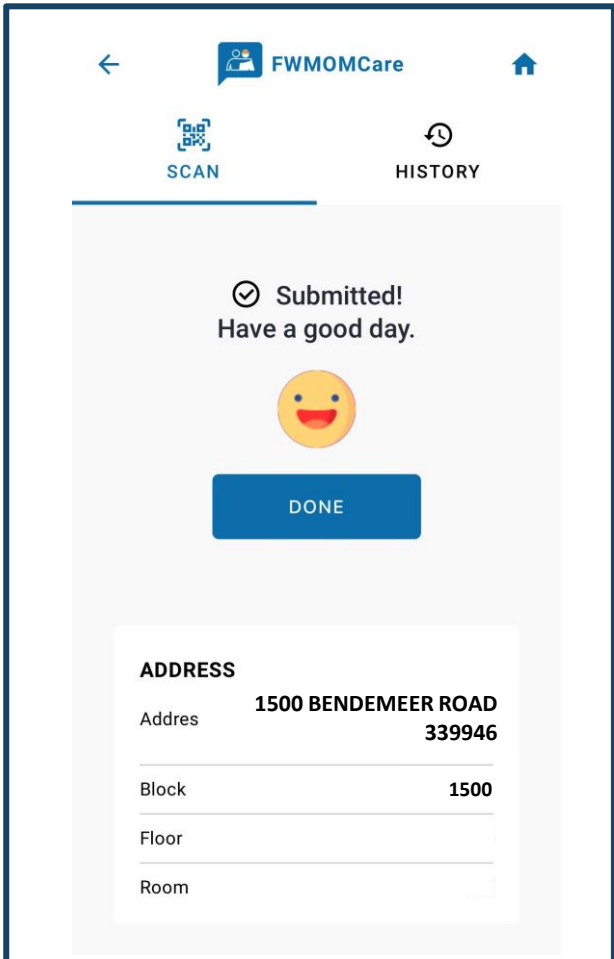 FWMOMCare
SCAN
HISTORY
Submitted!
Have a good day.
DONE
ADDRESS
Addres 1500 BENDEMEER ROAD
339946
Block 1500
Floor
Room